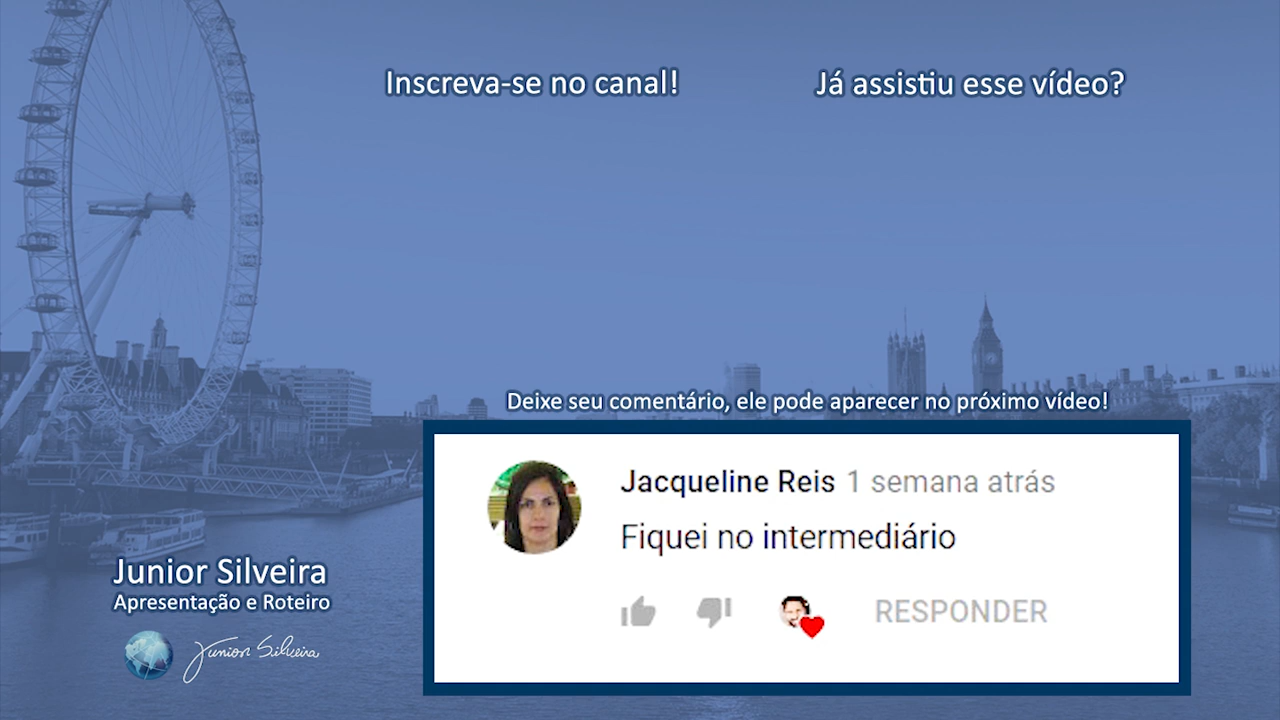 Inscreva-se no canal!
Já assistiu esse vídeo?
Deixe seu comentário, ele pode aparecer no próximo vídeo!
Jacqueline Reis 1 semana atrás
Fiquei no intermediário
RESPONDER
Junior Silveira
Apresentação e Roteiro
Junior Silveira